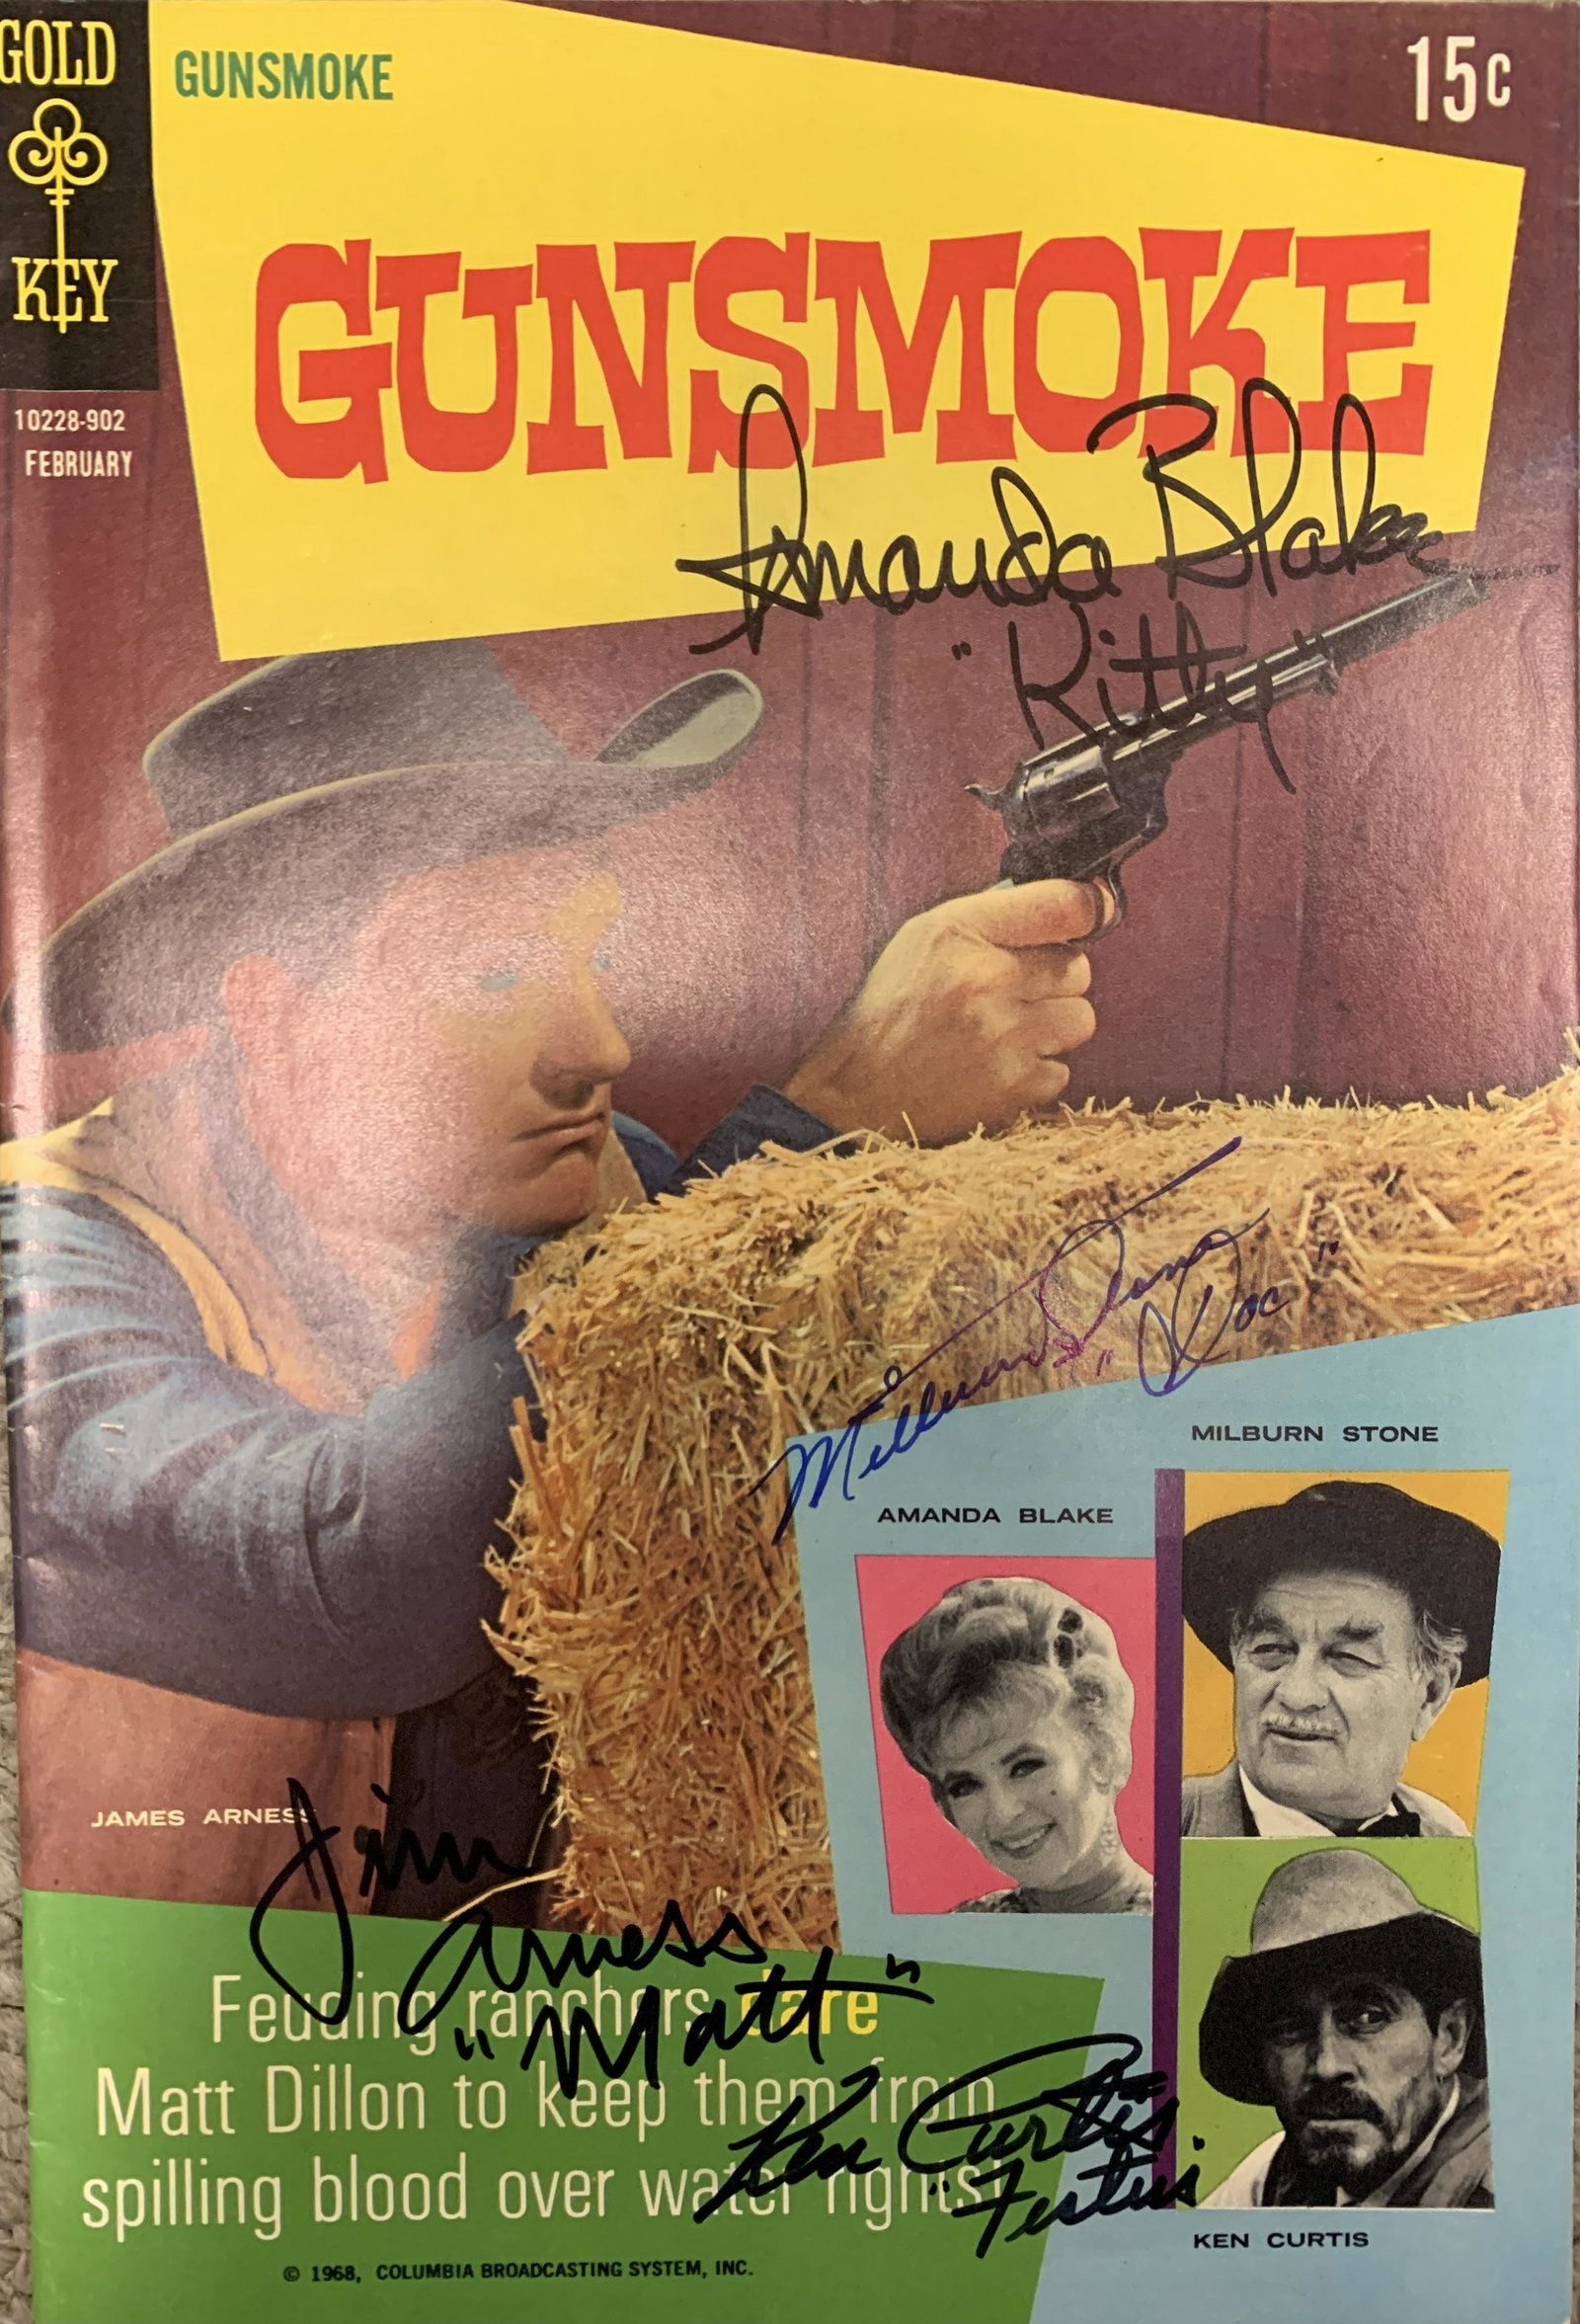 GOLD
KEY
GUNSMOKE
15c
GUNSMOKE
10228-902
FEBRUARY
Amanda Blake
"Kitty"
Milburn Stone
"Doc"
MILBURN STONE
AMANDA BLAKE
JAMES ARNESS
Jim
Arness
"Matt"
Feuding ranchers dare
Matt Dillon to keep them from
spilling blood over water rights!
Ken Curtis
"Festus"
KEN CURTIS
© 1968, COLUMBIA BROADCASTING SYSTEM, INC.